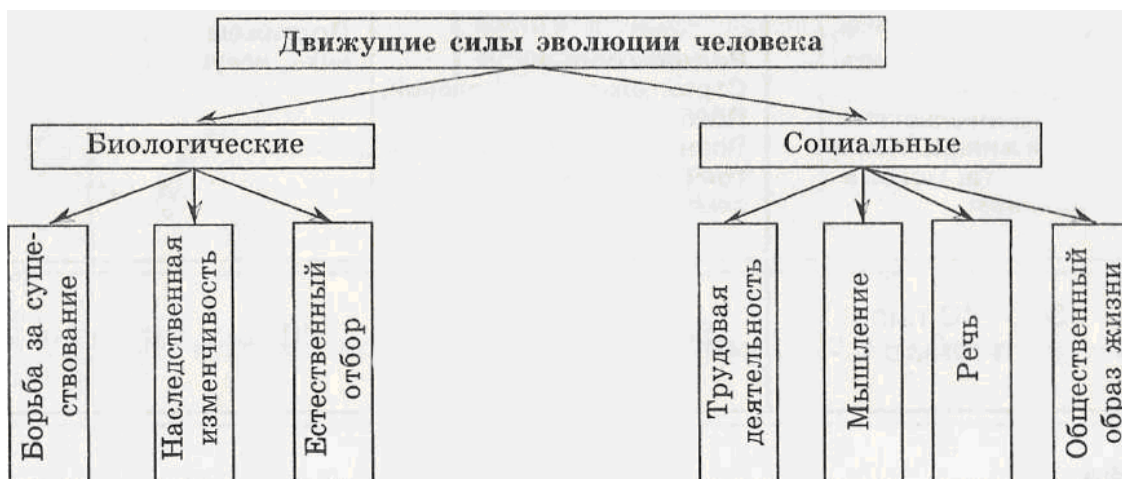 Движущие силы эволюции человека
Биологические
Социальные
Борьба за суще-
ствование
Наследственная
изменчивость
Естественный
отбор
Трудовая
деятельность
Мышление
Речь
Общественный
образ жизни